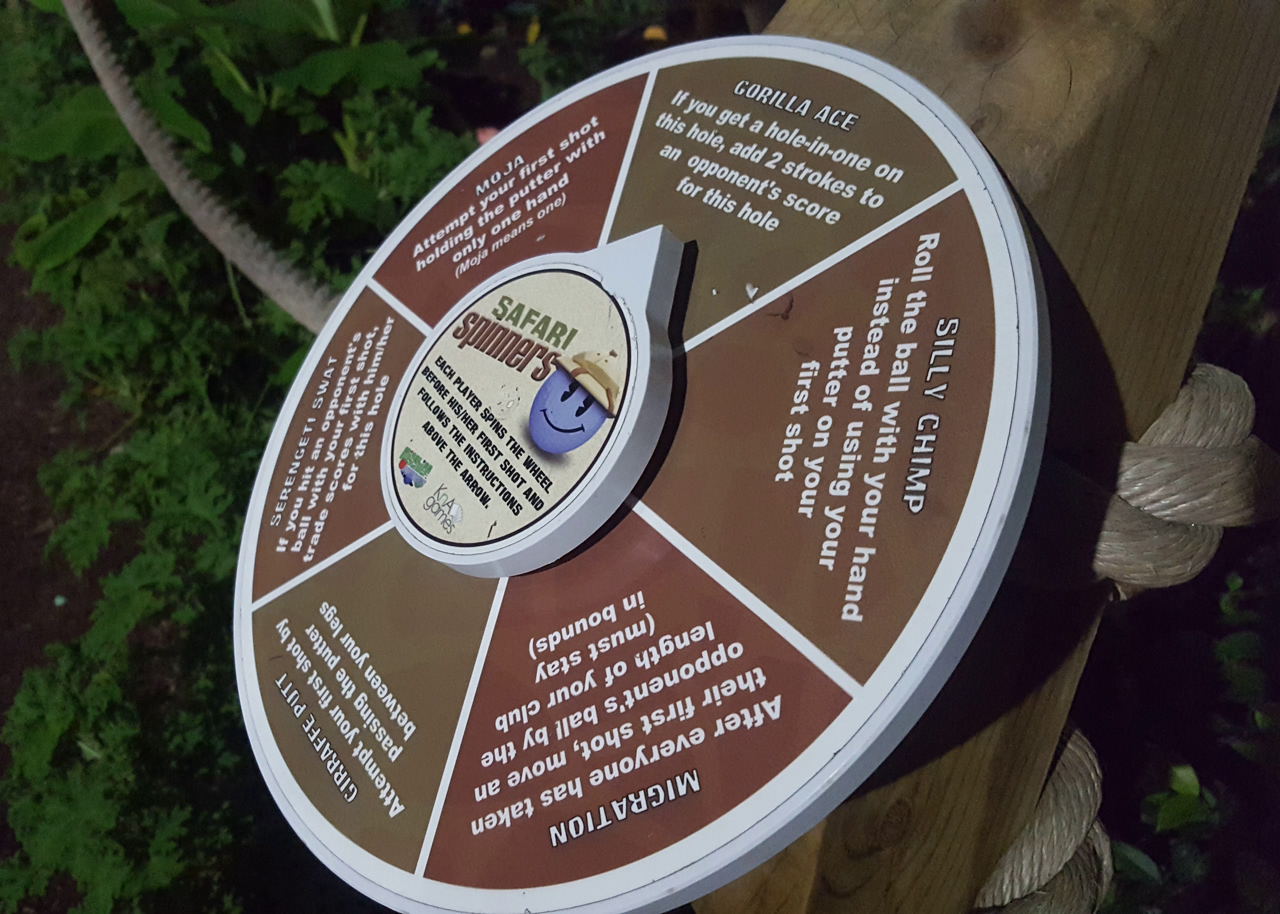 SAFARI
spinners
EACH PLAYER SPINS THE WHEEL
BEFORE HIS/HER FIRST SHOT AND
FOLLOWS THE INSTRUCTIONS
ABOVE THE ARROW.
games
GORILLA ACE
If you get a hole-in-one on
this hole, add 2 strokes to
an opponent's score
for this hole
SILLY CHIMP
Roll the ball with your hand
instead of using your
putter on your
first shot
MIGRATION
After everyone has taken
their first shot, move an
opponent's ball by the
length of your club
(must stay
in bounds)
GIRRAFFE PUTT
Attempt your first shot by
passing the putter
between your legs
SERENGETI SWAT
If you hit an opponent's
ball with your first shot,
trade scores with him/her
for this hole
MOJA
Attempt your first shot
holding the putter with
only one hand
(Moja means one)